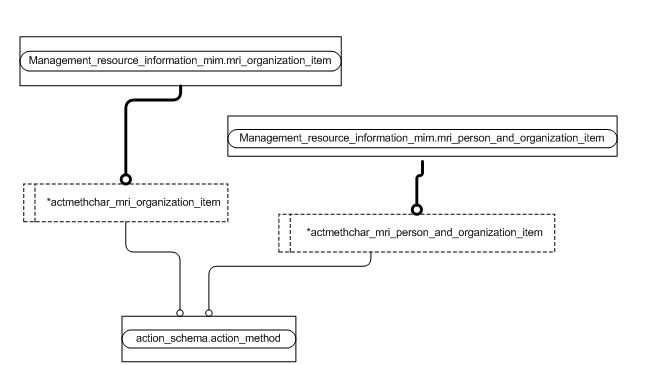 Management_resource_information_mim.mri_organization_item
Management_resource_information_mim.mri_person_and_organization_item
*actmethchar_mri_organization_item
*actmethchar_mri_person_and_organization_item
action_schema.action_method